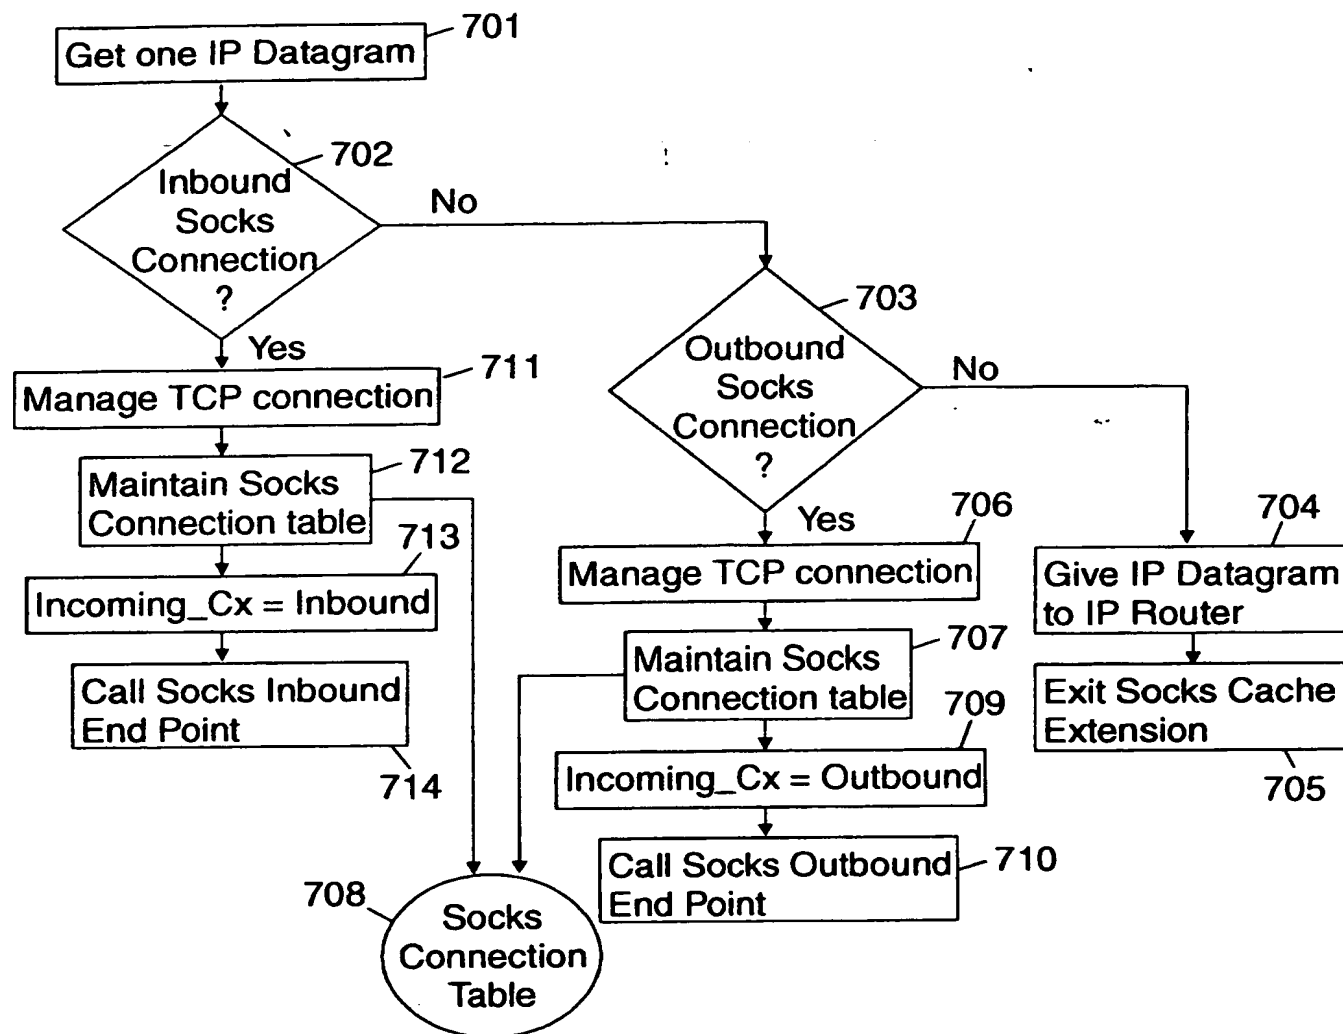 701
Get one IP Datagram
702
Inbound
Socks
Connection
?
No
Yes
703
Outbound
Socks
Connection
?
No
Yes
711
Manage TCP connection
712
Maintain Socks
Connection table
713
Incoming_Cx = Inbound
Call Socks Inbound
End Point
714
706
Manage TCP connection
707
Maintain Socks
Connection table
709
Incoming_Cx = Outbound
Call Socks Outbound
End Point
710
704
Give IP Datagram
to IP Router
Exit Socks Cache
Extension
705
708
Socks
Connection
Table